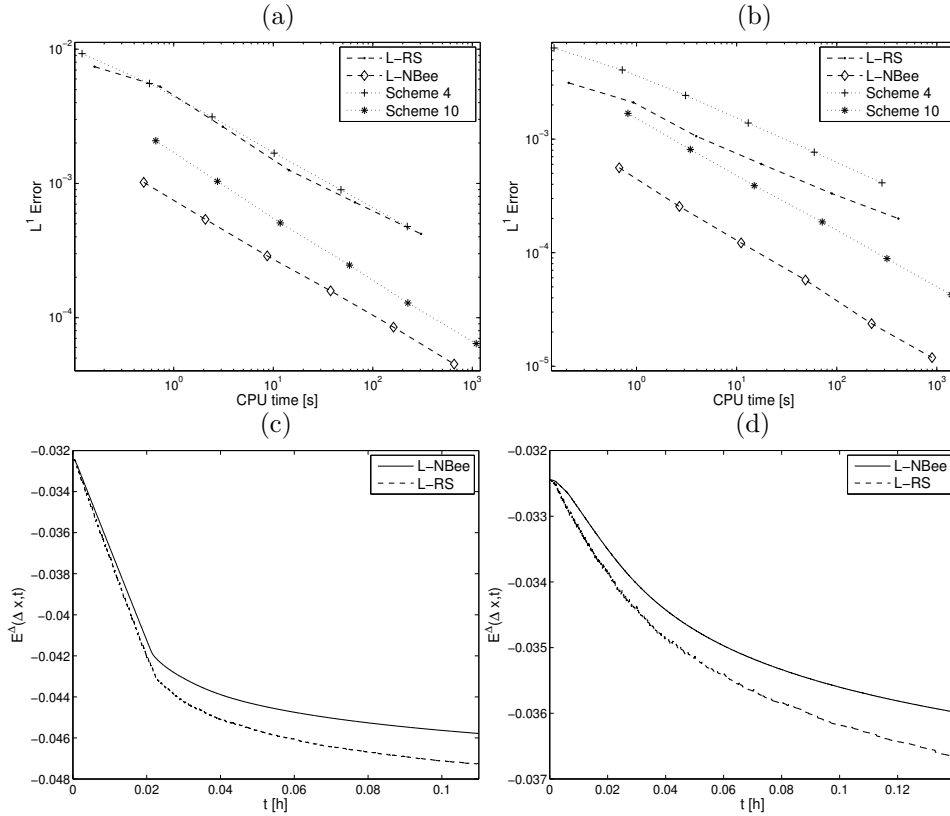 (a)
10^-2
10^-3
10^-4
L^1 Error
10^0
10^1
10^2
10^3
CPU time [s]
L−RS
L−NBee
Scheme 4
Scheme 10
(b)
10^-3
10^-4
10^-5
L^1 Error
10^0
10^1
10^2
10^3
CPU time [s]
L−RS
L−NBee
Scheme 4
Scheme 10
(c)
−0.032
−0.034
−0.036
−0.038
−0.04
−0.042
−0.044
−0.046
−0.048
E^Δ(Δ x,t)
0
0.02
0.04
0.06
0.08
0.1
t [h]
L−NBee
L−RS
(d)
−0.032
−0.033
−0.034
−0.035
−0.036
−0.037
E^Δ(Δ x,t)
0
0.02
0.04
0.06
0.08
0.1
0.12
t [h]
L−NBee
L−RS